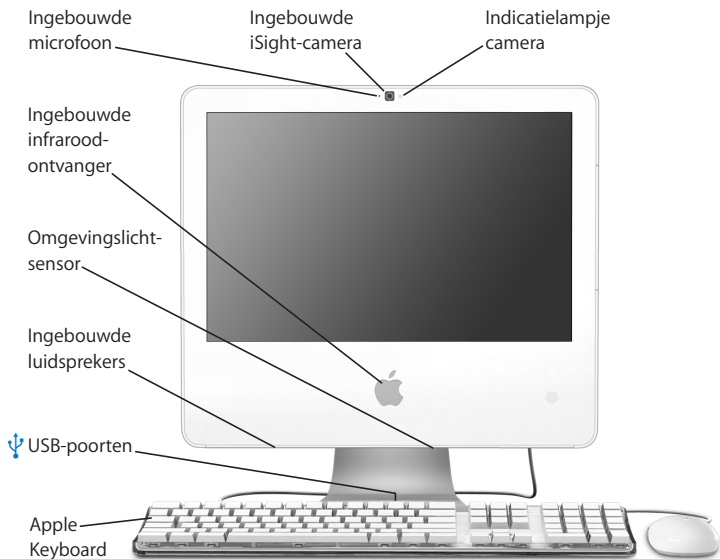 Ingebouwde
microfoon
Ingebouwde
iSight-camera
Indicatielampje
camera
Ingebouwde
infrarood-
ontvanger
Omgevingslicht-
sensor
Ingebouwde
luidsprekers
USB-poorten
Apple
Keyboard